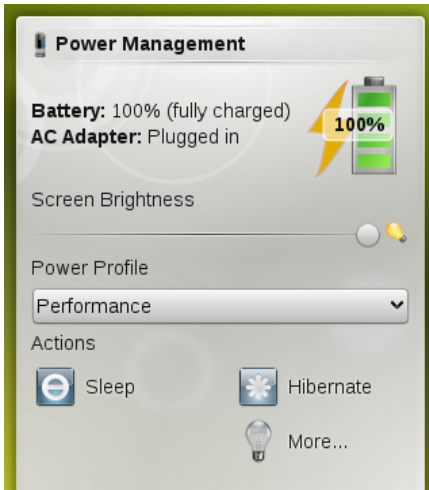 Power Management
Battery: 100% (fully charged)
AC Adapter: Plugged in
100%
Screen Brightness
Power Profile
Performance
Actions
Sleep
Hibernate
More...